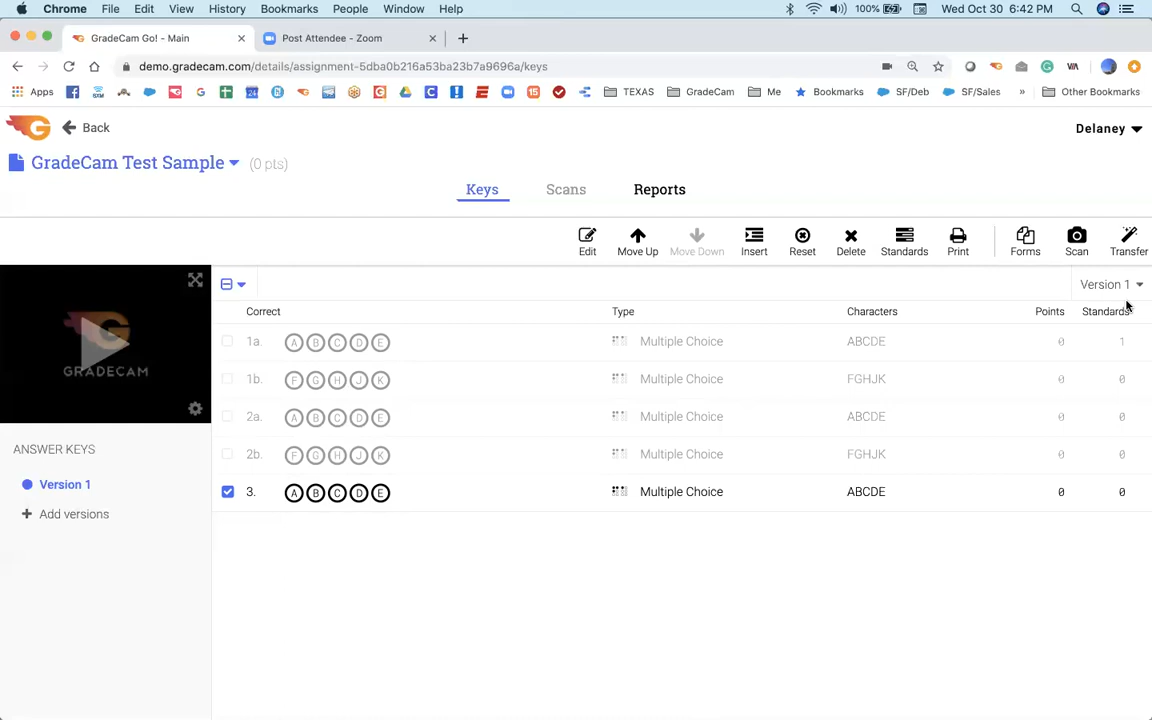 Chrome File Edit View History Bookmarks People Window Help 100% Wed Oct 30 6:42 PM
GradeCam Go! - Main Post Attendee - Zoom
demo.gradecam.com/details/assignment-5dba0b216a53ba23b7a9696a/keys
Apps 24 15 TEXAS GradeCam Me Bookmarks SF/Deb SF/Sales » Other Bookmarks
Back Delaney
GradeCam Test Sample (0 pts)
Keys Scans Reports
Edit Move Up Move Down Insert Reset Delete Standards Print Forms Scan Transfer
Version 1
Correct Type Characters Points Standards
1a. A B C D E Multiple Choice ABCDE 0 1
GRADECAM
1b. F G H J K Multiple Choice FGHJK 0 0
2a. A B C D E Multiple Choice ABCDE 0 0
ANSWER KEYS
2b. F G H J K Multiple Choice FGHJK 0 0
Version 1
3. A B C D E Multiple Choice ABCDE 0 0
+ Add versions